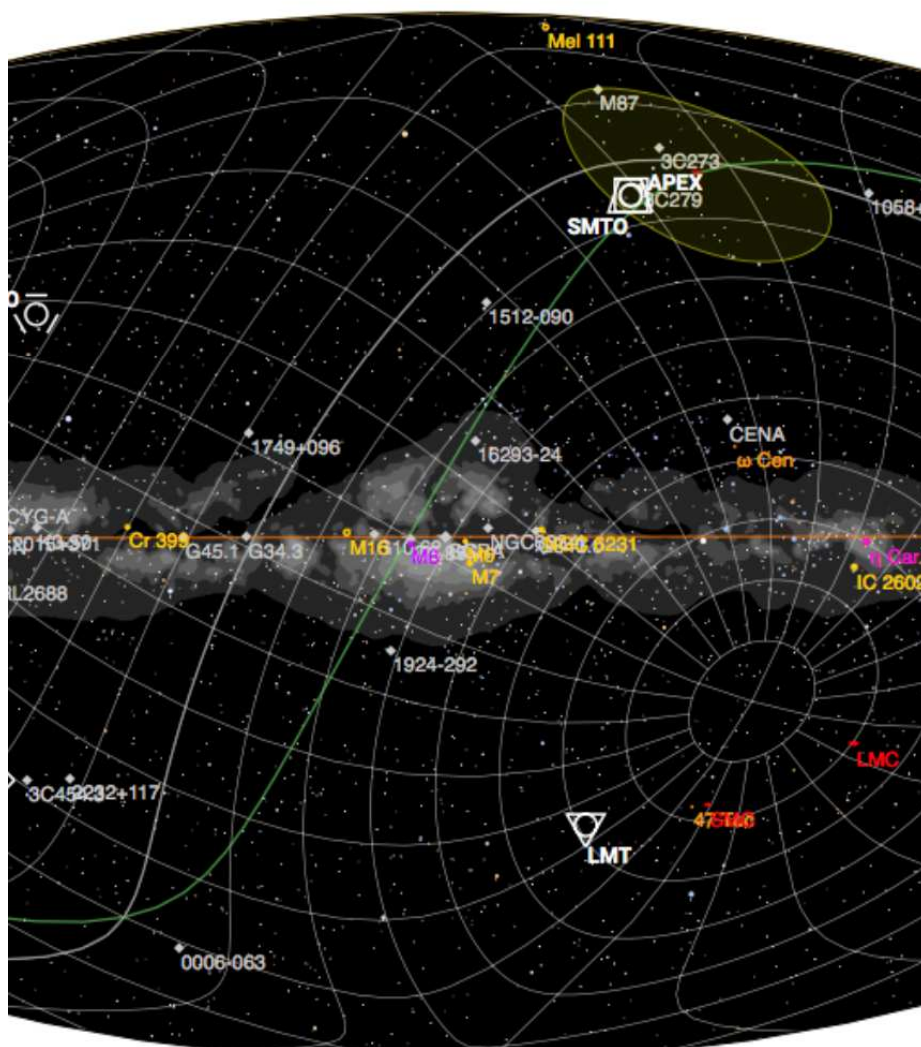 Mel 111
M87
3C273
APEX
3C279
SMTO
1058+
O
1512-090
1749+096
16293-24
CENA
ω Cen
CYG-A
Cr 399
G45.1
G34.3
M16
M8
M6
M7
6231
η Car
IC 2602
RL2688
1924-292
LMC
3C454.3
2232+117
47 Tuc
LMT
0006-063